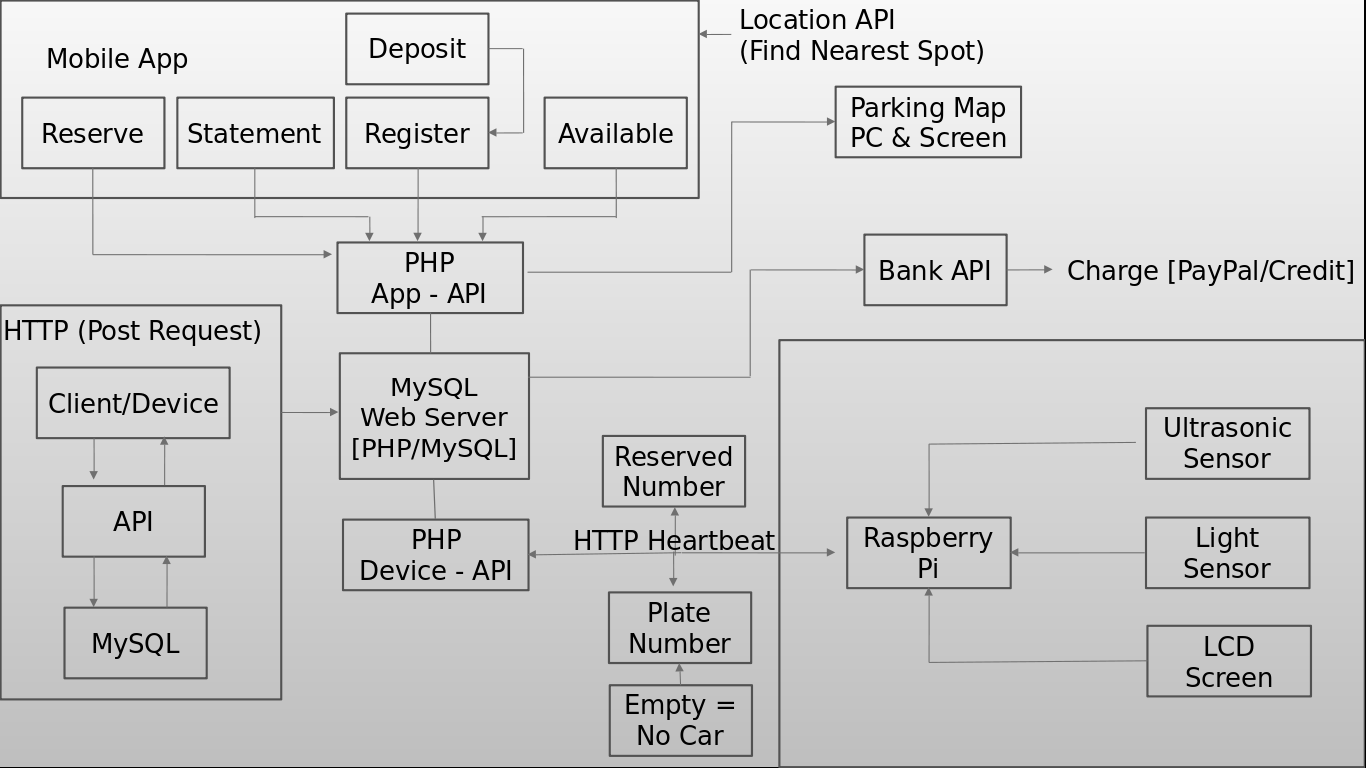 Location API
(Find Nearest Spot)
Mobile App
Deposit
Reserve
Statement
Register
Available
Parking Map
PC & Screen
PHP
App - API
Bank API
Charge [PayPal/Credit]
HTTP (Post Request)
Client/Device
API
MySQL
MySQL
Web Server
[PHP/MySQL]
PHP
Device - API
Reserved
Number
HTTP Heartbeat
Plate
Number
Empty =
No Car
Raspberry
Pi
Ultrasonic
Sensor
Light
Sensor
LCD
Screen